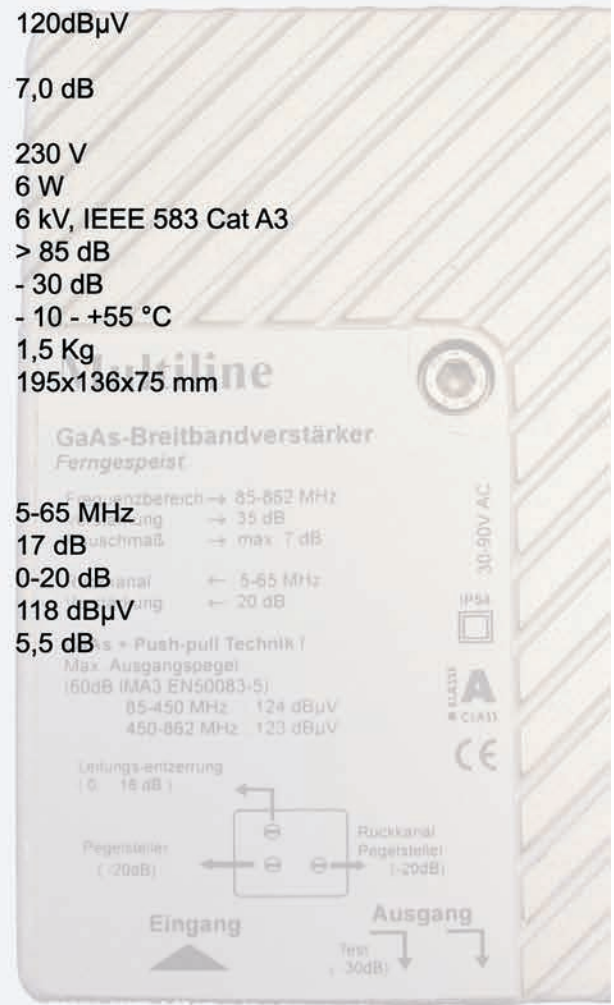 120dBµV
7,0 dB
230 V
6 W
6 kV, IEEE 583 Cat A3
> 85 dB
- 30 dB
- 10 - +55 °C
1,5 Kg
195x136x75 mm
5-65 MHz
17 dB
0-20 dB
118 dBµV
5,5 dB
Multiline
GaAs-Breitbandverstärker
Ferngespeist
→ 85-862 MHz
→ 35 dB
→ max. 7 dB
← 5-65 MHz
← 20 dB
+ Push-pull Technik !
Max. Ausgangspegel
(60dB IMA3 EN50083-5)
85-450 MHz : 124 dBµV
450-862 MHz : 123 dBµV
30-90V AC
IP54
KLASSE
A
CLASS
CE
Leitungs-entzerrung
Pegelsteller
(-20dB)
Rückkanal
Pegelsteller
(-20dB)
Eingang
Ausgang
Test
(-30dB)